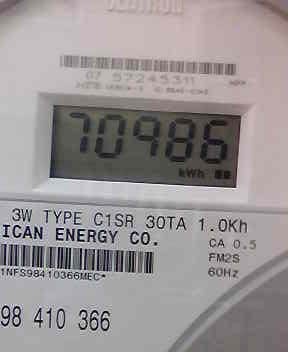 07 57245311
70986
kWh
3W TYPE C1SR 30TA 1.0Kh
ICAN ENERGY CO.
CA 0.5
FM2S
60Hz
1NFS98410366MEC*
98 410 366